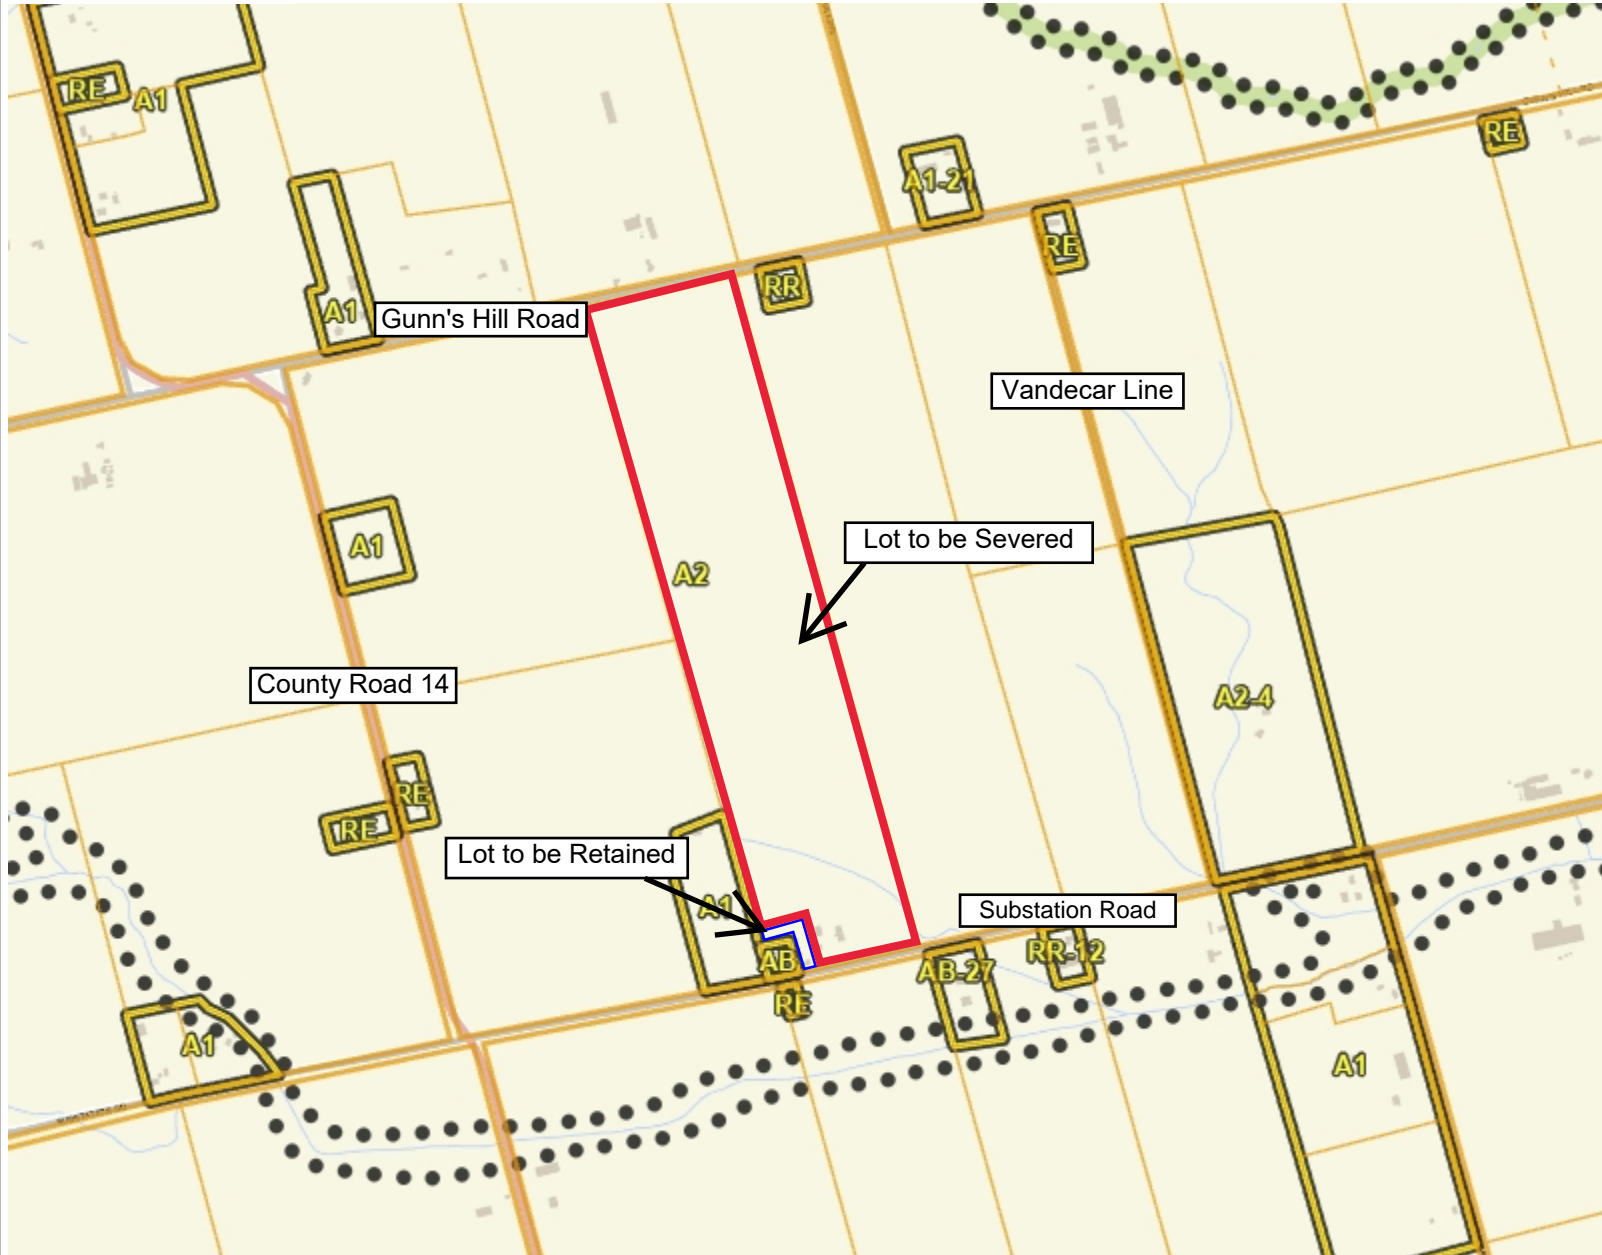 RE
A1
RE
A1-21
RE
RR
A1
Gunn's Hill Road
Vandecar Line
A1
Lot to be Severed
A2
County Road 14
A2-4
RE
RE
Lot to be Retained
A1
Substation Road
AB
RR-12
AB-27
RE
A1
A1